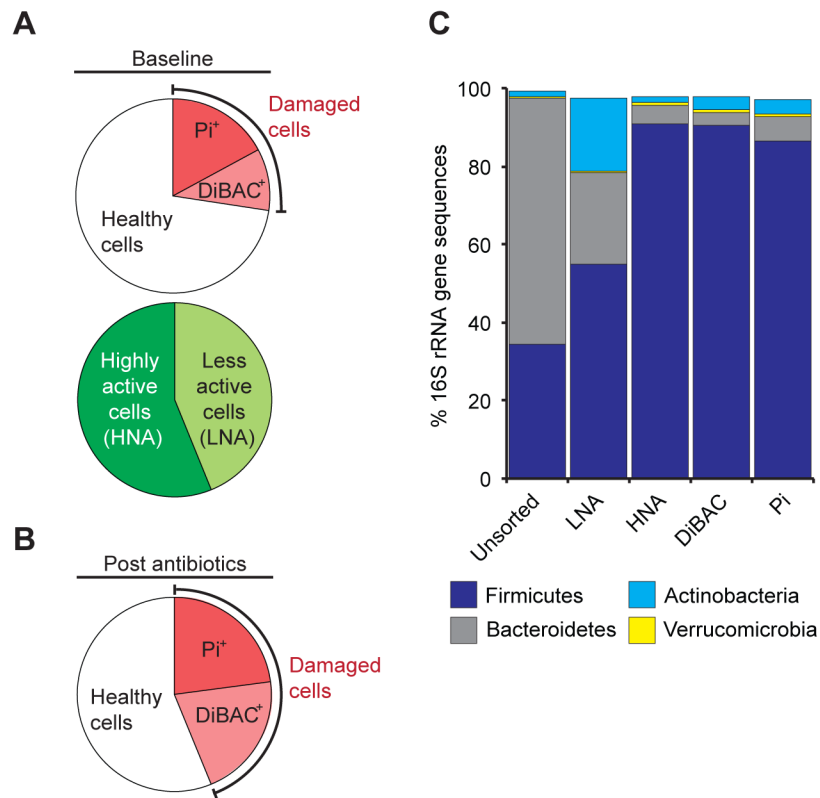 A
Baseline
Damaged
cells
Pi+
DiBAC+
Healthy
cells
Highly
active
cells
(HNA)
Less
active
cells
(LNA)
B
Post antibiotics
Pi+
Damaged
cells
DiBAC+
Healthy
cells
C
% 16S rRNA gene sequences
100
80
60
40
20
0
Unsorted
LNA
HNA
DiBAC
Pi
Firmicutes
Actinobacteria
Bacteroidetes
Verrucomicrobia